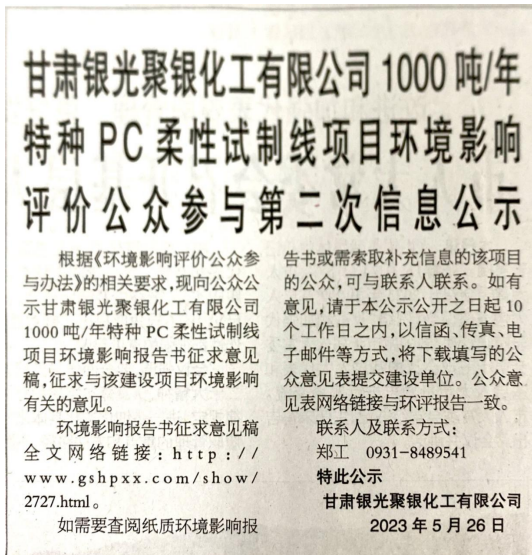 甘肃银光聚银化工有限公司 1000 吨/年
特种 PC 柔性试制线项目环境影响
评价公众参与第二次信息公示
根据《环境影响评价公众参
与办法》的相关要求,现向公众公
示甘肃银光聚银化工有限公司
1000 吨/年特种 PC 柔性试制线
项目环境影响报告书征求意见
稿,征求与该建设项目环境影响
有关的意见。
环境影响报告书征求意见稿
全文网络链接:http://
www.gshpxx.com/show/
2727.html。
如需要查阅纸质环境影响报
告书或需索取补充信息的该项目
的公众,可与联系人联系。如有
意见,请于本公示公开之日起 10
个工作日之内,以信函、传真、电
子邮件等方式,将下载填写的公
众意见表提交建设单位。公众意
见表网络链接与环评报告一致。
联系人及联系方式:
郑工 0931-8489541
特此公示
甘肃银光聚银化工有限公司
2023 年 5 月 26 日